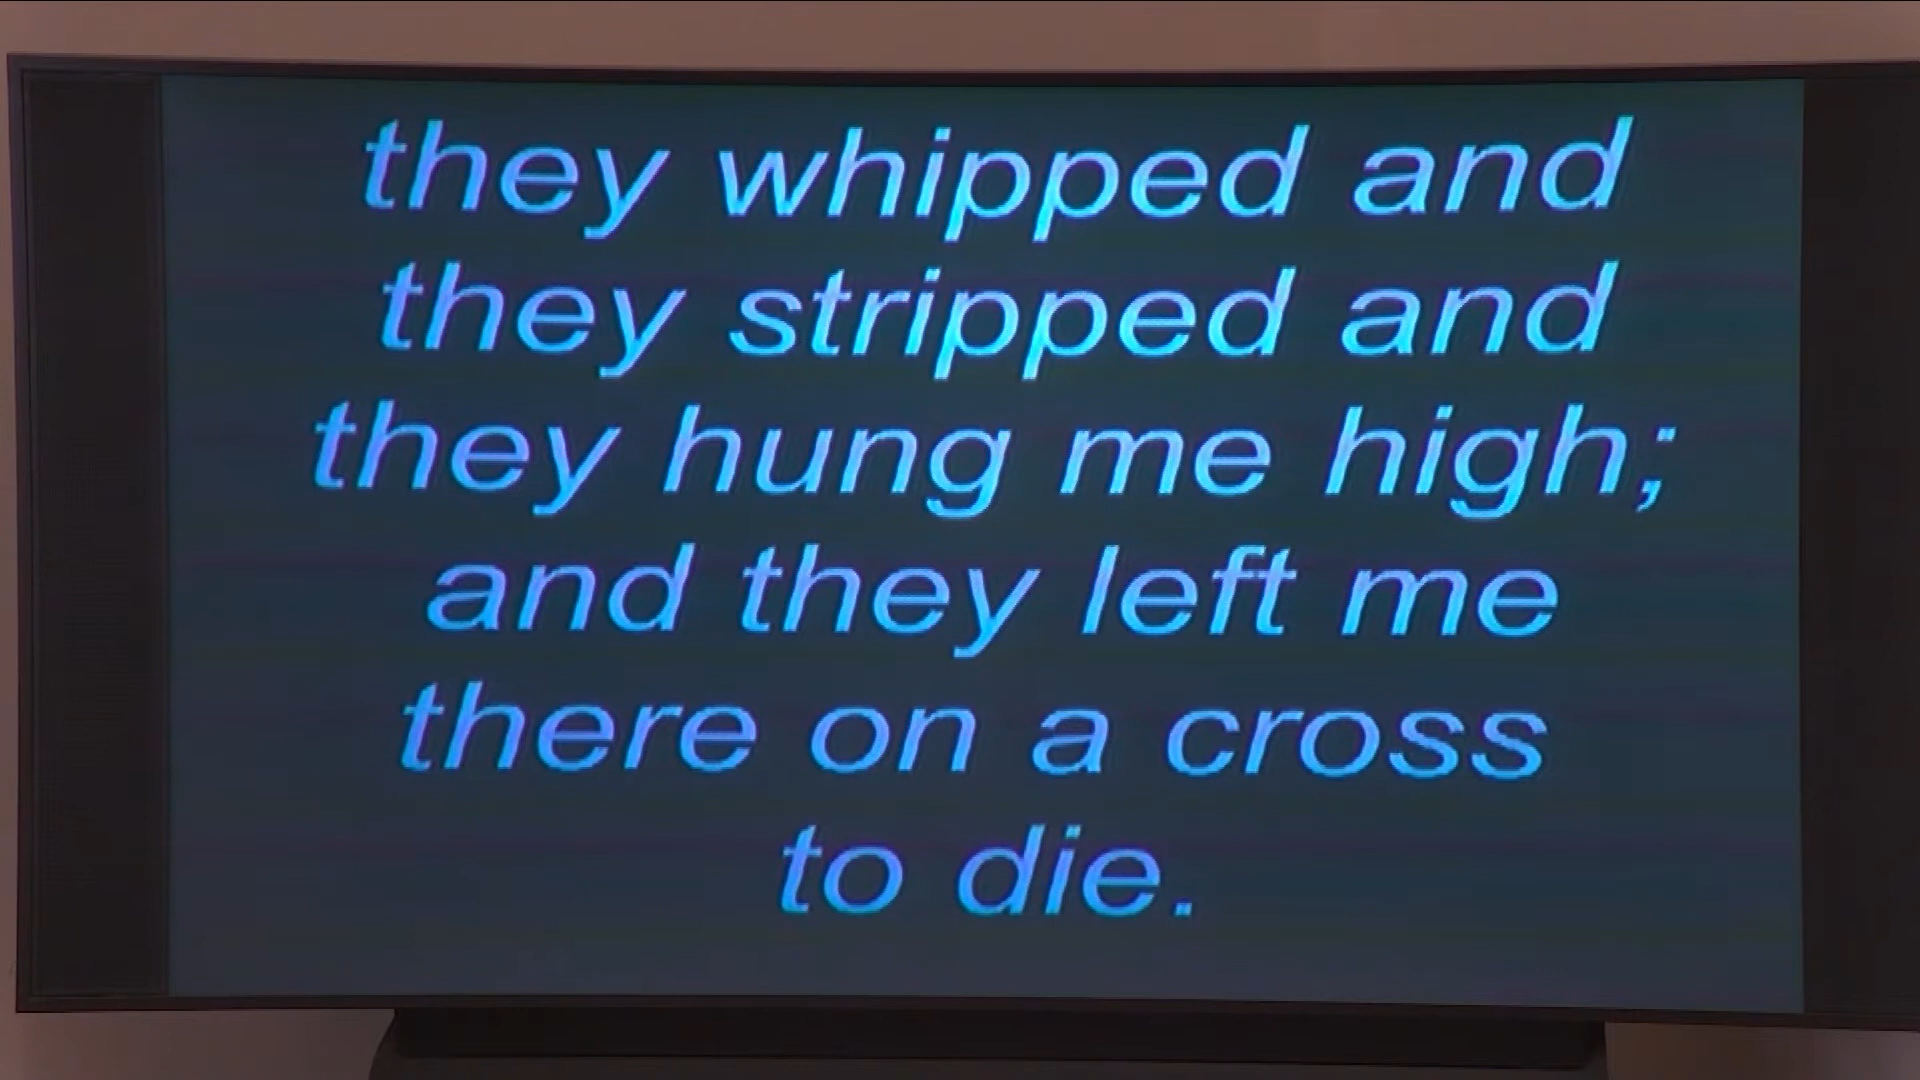 they whipped and
they stripped and
they hung me high;
and they left me
there on a cross
to die.